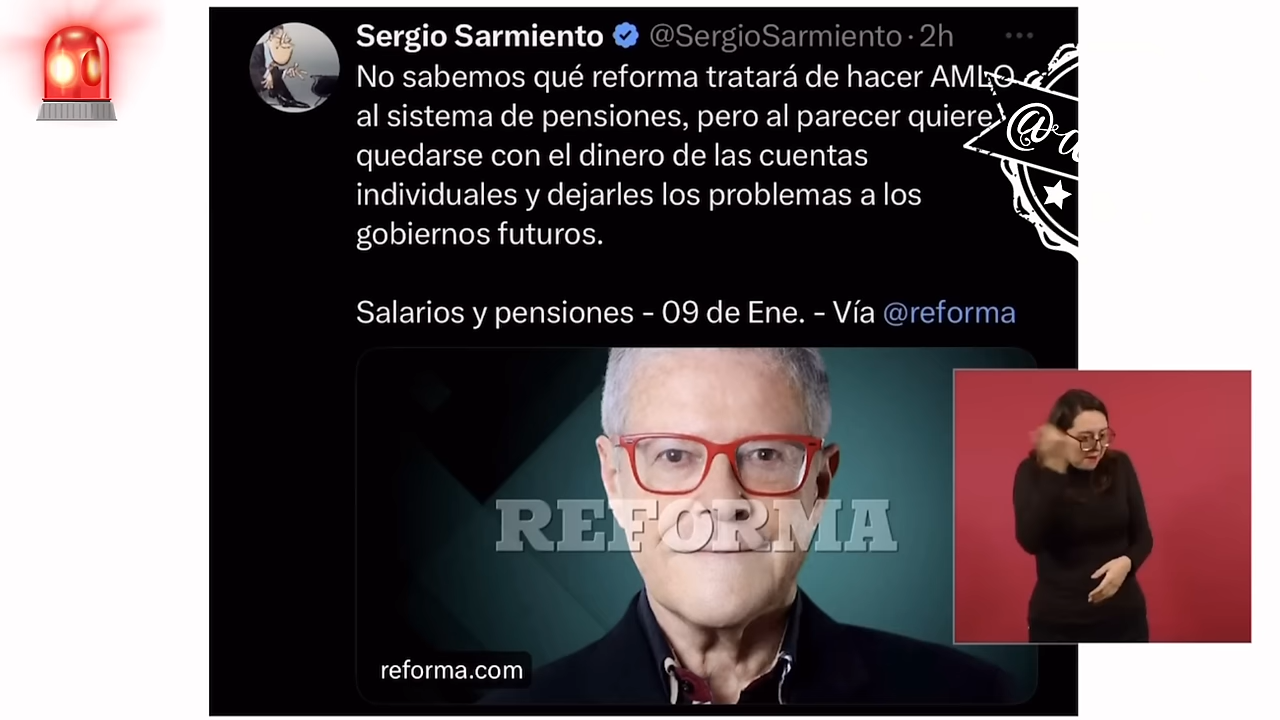 Sergio Sarmiento @SergioSarmiento · 2h
No sabemos qué reforma tratará de hacer AMLO
al sistema de pensiones, pero al parecer quiere
quedarse con el dinero de las cuentas
individuales y dejarles los problemas a los
gobiernos futuros.
Salarios y pensiones - 09 de Ene. - Vía @reforma
REFORMA
reforma.com